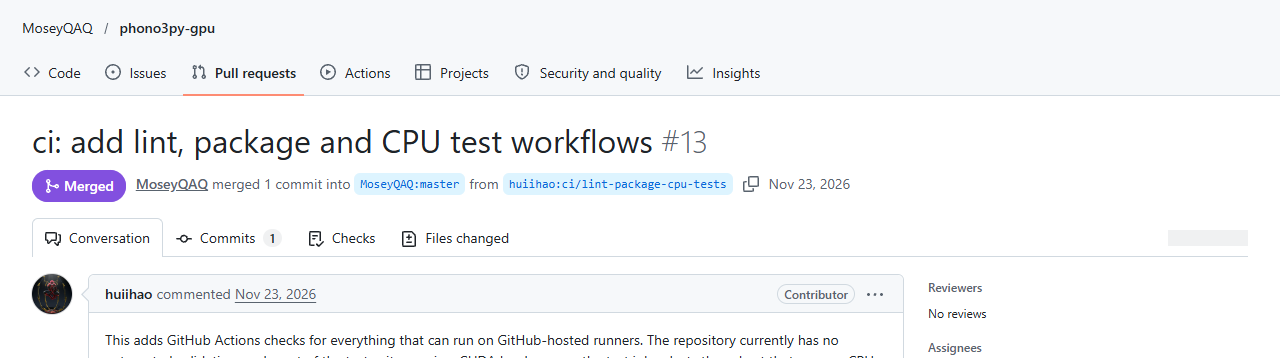 MoseyQAQ / phono3py-gpu
Code Issues Pull requests Actions Projects Security and quality Insights
ci: add lint, package and CPU test workflows #13
Merged MoseyQAQ merged 1 commit into MoseyQAQ:master from huiihao:ci/lint-package-cpu-tests Nov 23, 2026
Conversation Commits 1 Checks Files changed
huiihao commented Nov 23, 2026 Contributor
Reviewers
No reviews
This adds GitHub Actions checks for everything that can run on GitHub-hosted runners. The repository currently has no
Assignees